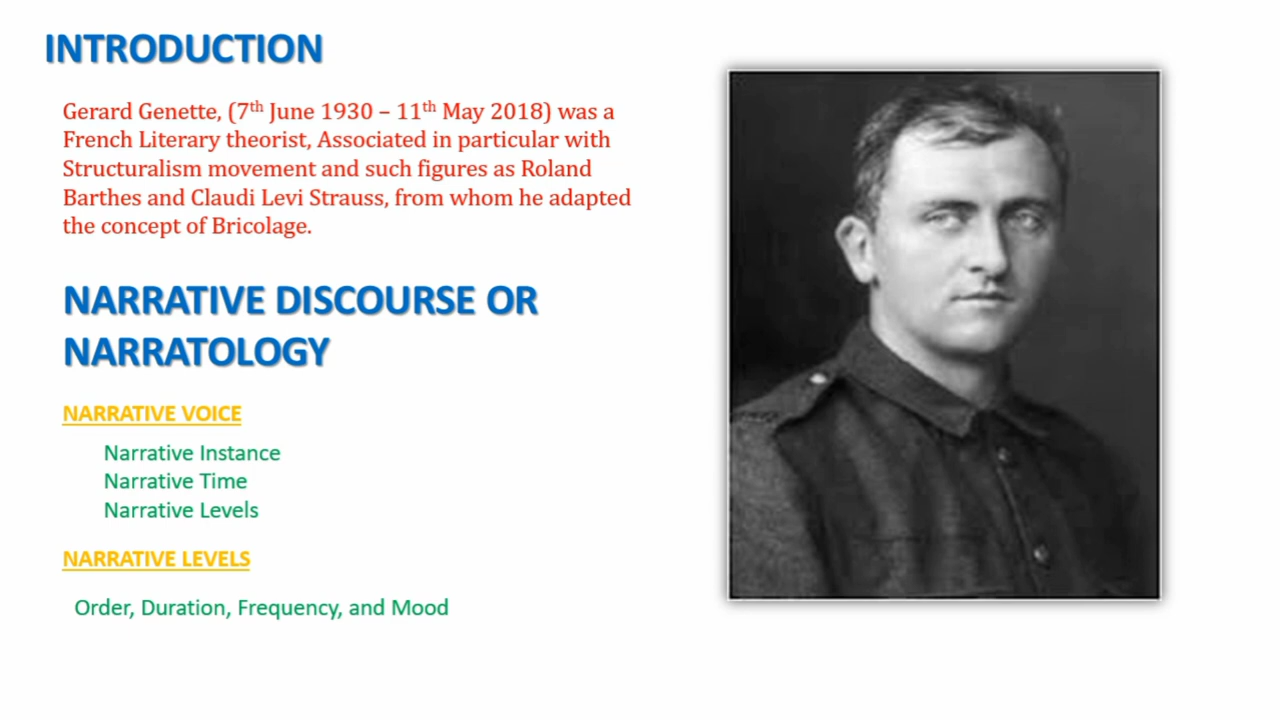 INTRODUCTION
Gerard Genette, (7th June 1930 – 11th May 2018) was a
French Literary theorist, Associated in particular with
Structuralism movement and such figures as Roland
Barthes and Claudi Levi Strauss, from whom he adapted
the concept of Bricolage.
NARRATIVE DISCOURSE OR
NARRATOLOGY
NARRATIVE VOICE
Narrative Instance
Narrative Time
Narrative Levels
NARRATIVE LEVELS
Order, Duration, Frequency, and Mood